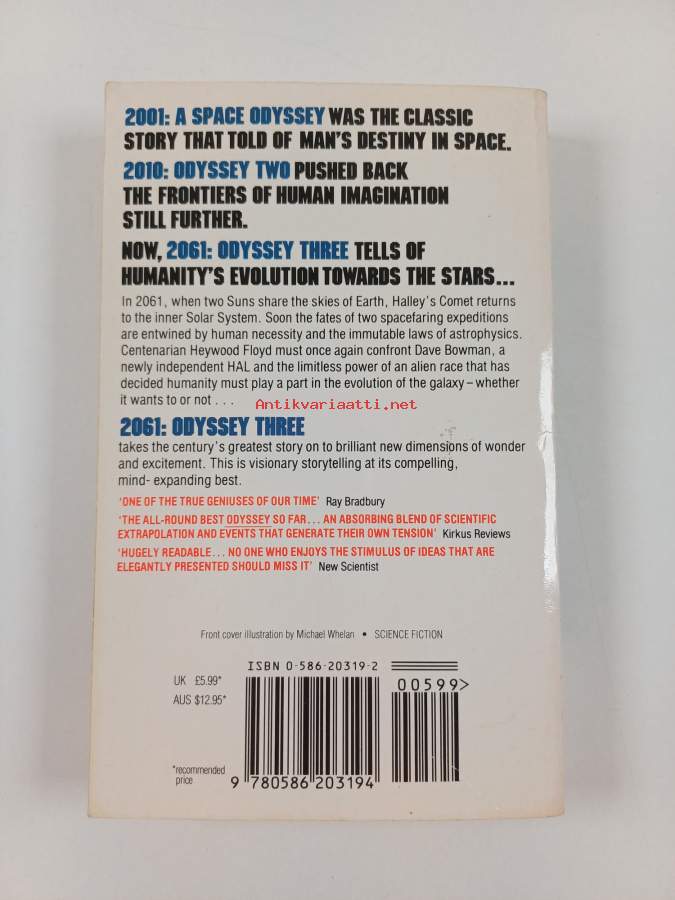 2001: A SPACE ODYSSEY WAS THE CLASSIC
STORY THAT TOLD OF MAN'S DESTINY IN SPACE.
2010: ODYSSEY TWO PUSHED BACK
THE FRONTIERS OF HUMAN IMAGINATION
STILL FURTHER.
NOW, 2061: ODYSSEY THREE TELLS OF
HUMANITY'S EVOLUTION TOWARDS THE STARS...
In 2061, when two Suns share the skies of Earth, Halley's Comet returns
to the inner Solar System. Soon the fates of two spacefaring expeditions
are entwined by human necessity and the immutable laws of astrophysics.
Centenarian Heywood Floyd must once again confront Dave Bowman, a
newly independent HAL and the limitless power of an alien race that has
decided humanity must play a part in the evolution of the galaxy – whether
it wants to or not . . .
Antikvariaatti.net
2061: ODYSSEY THREE
takes the century's greatest story on to brilliant new dimensions of wonder
and excitement. This is visionary storytelling at its compelling,
mind- expanding best.
'ONE OF THE TRUE GENIUSES OF OUR TIME' Ray Bradbury
'THE ALL-ROUND BEST ODYSSEY SO FAR... AN ABSORBING BLEND OF SCIENTIFIC
EXTRAPOLATION AND EVENTS THAT GENERATE THEIR OWN TENSION' Kirkus Reviews
'HUGELY READABLE... NO ONE WHO ENJOYS THE STIMULUS OF IDEAS THAT ARE
ELEGANTLY PRESENTED SHOULD MISS IT' New Scientist
Front cover illustration by Michael Whelan • SCIENCE FICTION
ISBN 0-586-20319-2
UK £5.99*
AUS $12.95*
00599>
*recommended
price
9 780586 203194